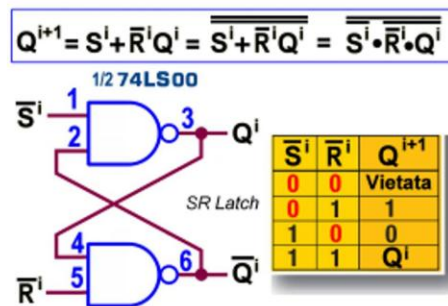 Qⁱ⁺¹ = Sⁱ + R̅ⁱQⁱ = S̿ⁱ̿ ̿+̿ ̿R̅ⁱQⁱ = S̅ⁱ • R̅ⁱ • Qⁱ
1/2 74LS00
S̅ⁱ 1 3 Qⁱ
2
SR Latch
4 6 Q̅ⁱ
R̅ⁱ 5
S̅ⁱ R̅ⁱ Qⁱ⁺¹
0 0 Vietata
0 1 1
1 0 0
1 1 Qⁱ